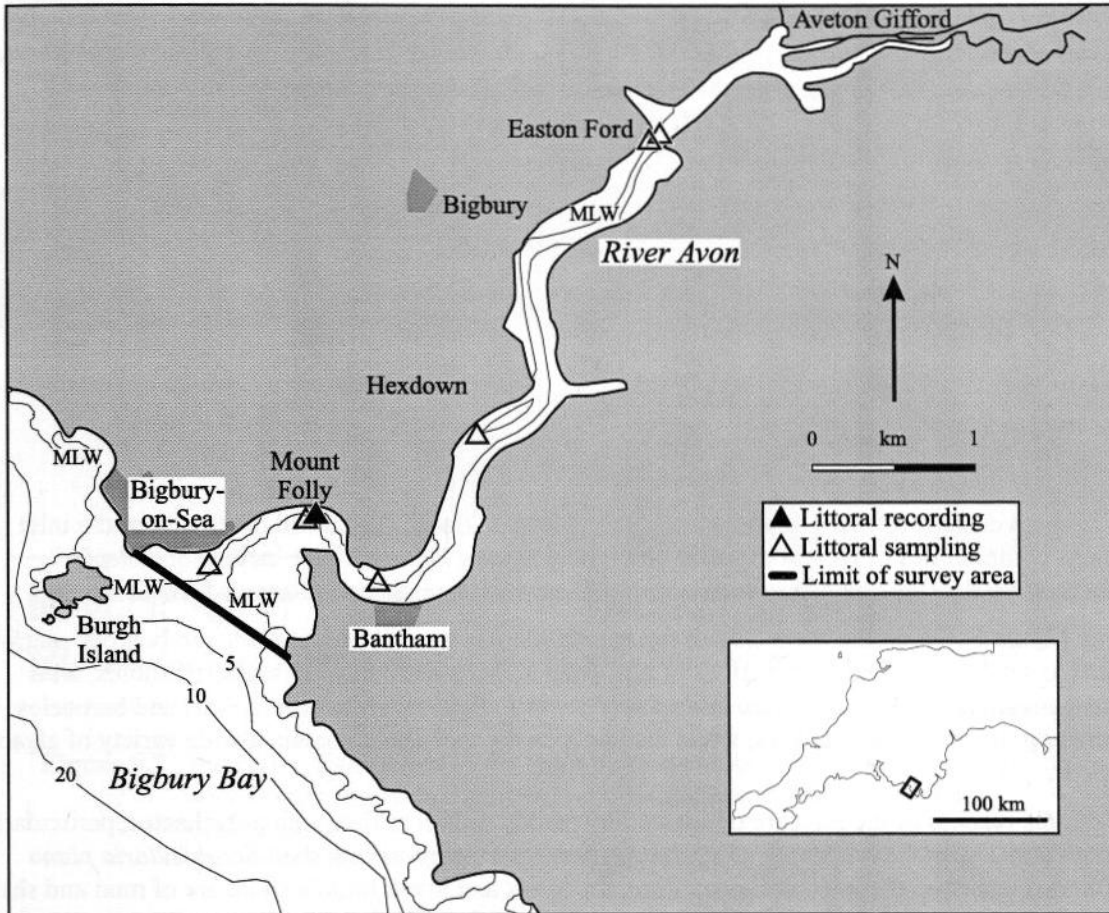 Aveton Gifford
Easton Ford
Bigbury
MLW
River Avon
N
Hexdown
0 km 1
MLW
Mount
Folly
Bigbury-
on-Sea
Littoral recording
Littoral sampling
Limit of survey area
MLW
MLW
Burgh
Island
Bantham
5
10
20
Bigbury Bay
100 km